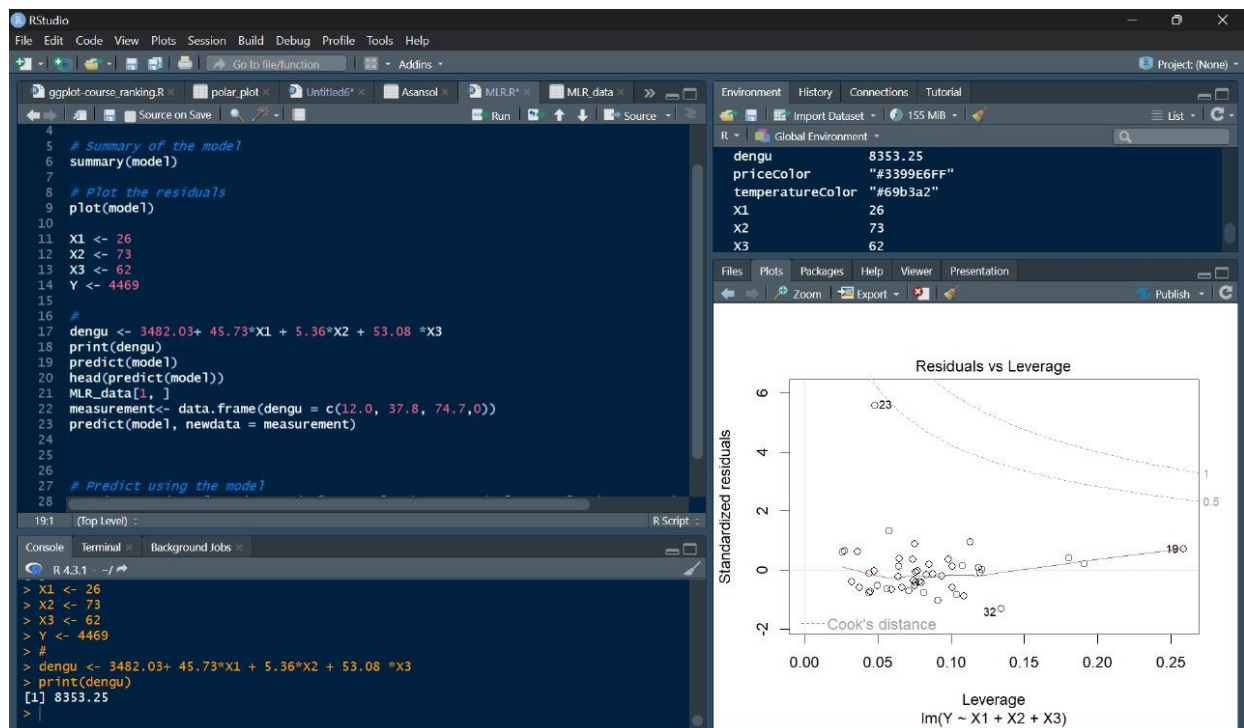 RStudio
File Edit Code View Plots Session Build Debug Profile Tools Help
Go to file/function Addins Project: (None)
ggplot-course_ranking.R polar_plot Untitled6* Asansol MLR.R* MLR_data
Source on Save Run Source
4
5 # Summary of the model
6 summary(model)
7
8 # Plot the residuals
9 plot(model)
10
11 X1 <- 26
12 X2 <- 73
13 X3 <- 62
14 Y <- 4469
15
16 #
17 dengu <- 3482.03+ 45.73*X1 + 5.36*X2 + 53.08 *X3
18 print(dengu)
19 predict(model)
20 head(predict(model))
21 MLR_data[1, ]
22 measurement<- data.frame(dengu = c(12.0, 37.8, 74.7,0))
23 predict(model, newdata = measurement)
24
25
26
27 # Predict using the model
28
19:1 (Top Level) R Script
Console Terminal Background Jobs
R 4.3.1 · ~/
> X1 <- 26
> X2 <- 73
> X3 <- 62
> Y <- 4469
> #
> dengu <- 3482.03+ 45.73*X1 + 5.36*X2 + 53.08 *X3
> print(dengu)
[1] 8353.25
>
Environment History Connections Tutorial
Import Dataset 155 MiB List
R Global Environment
dengu 8353.25
priceColor "#3399E6FF"
temperatureColor "#69b3a2"
X1 26
X2 73
X3 62
Files Plots Packages Help Viewer Presentation
Zoom Export Publish
Residuals vs Leverage
Standardized residuals
6
4
2
0
-2
23
1
0.5
19
32
Cook's distance
0.00 0.05 0.10 0.15 0.20 0.25
Leverage
lm(Y ~ X1 + X2 + X3)